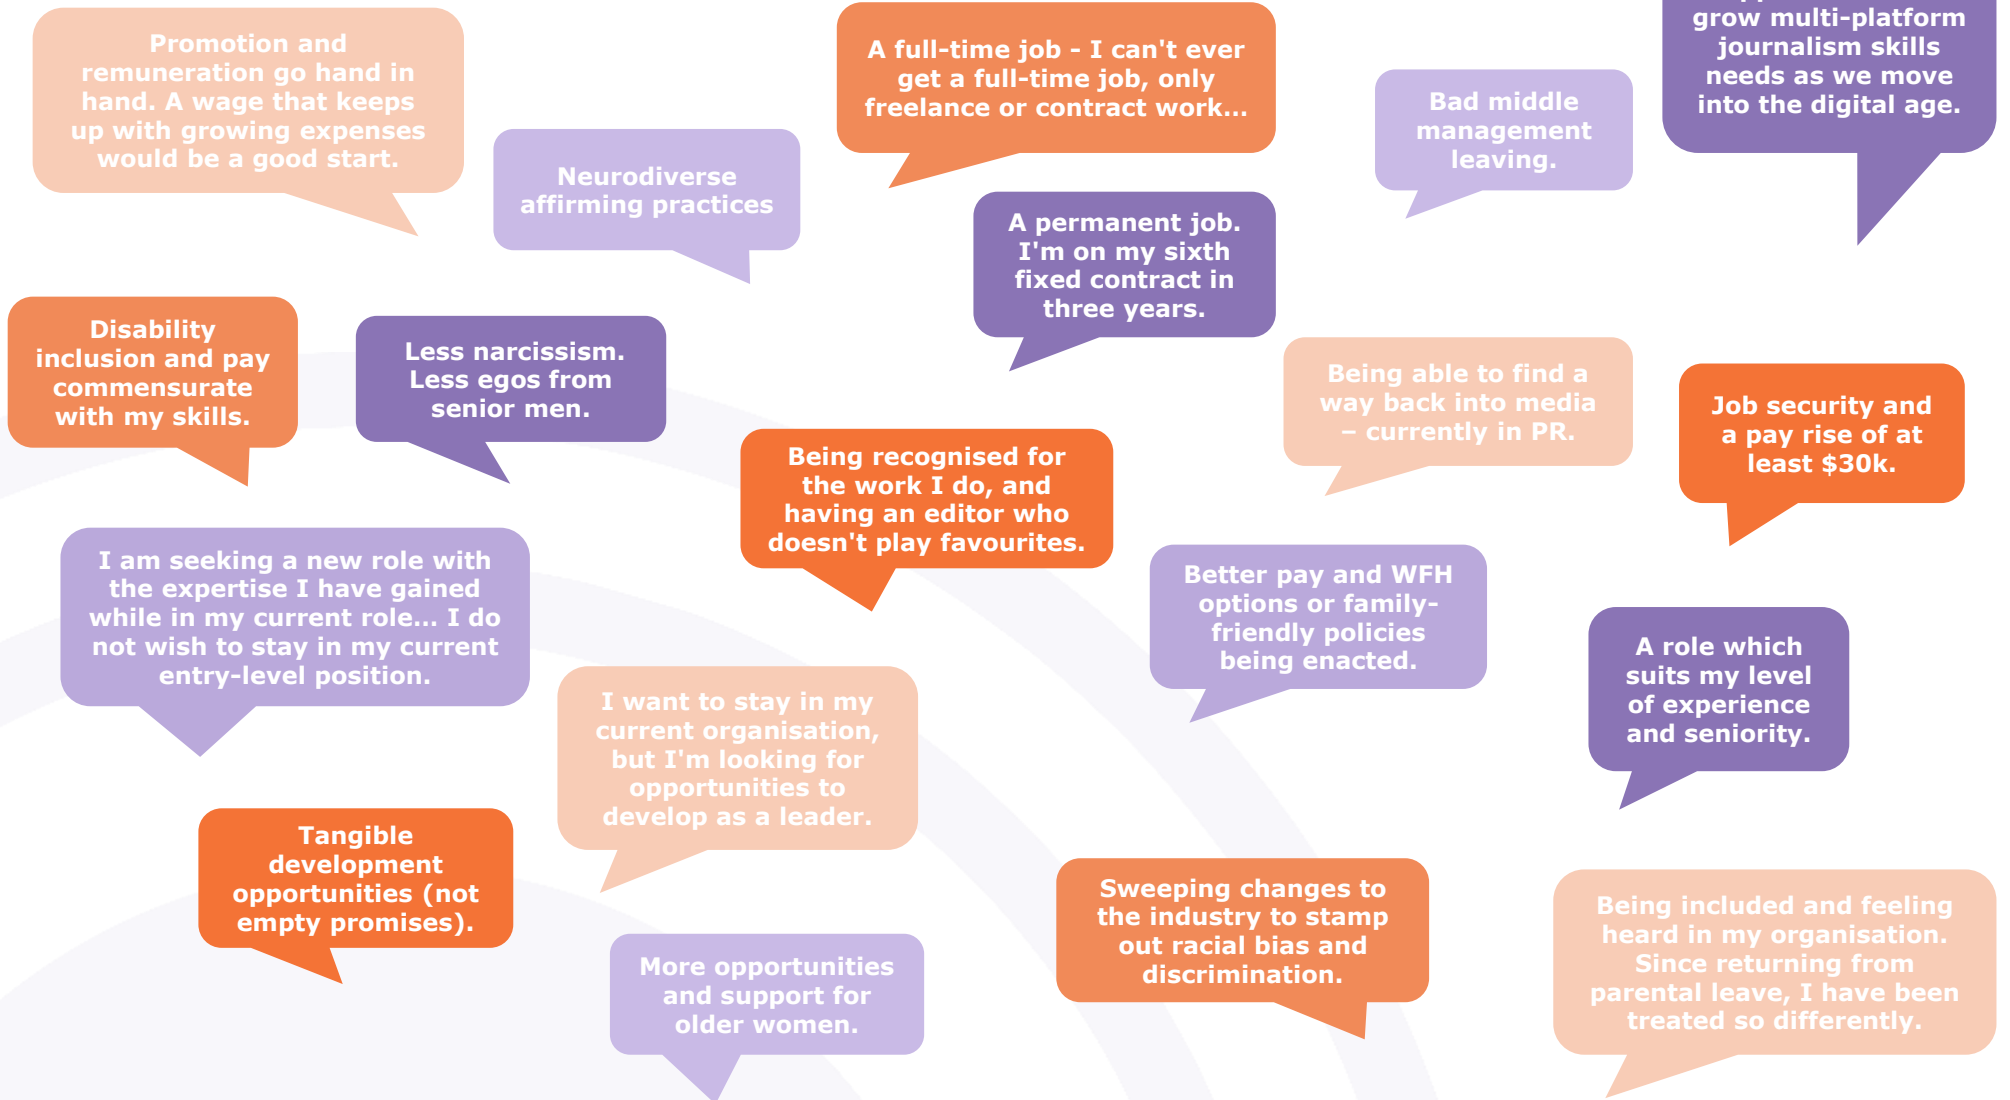 Promotion and
remuneration go hand in
hand. A wage that keeps
up with growing expenses
would be a good start.
A full-time job - I can't ever
get a full-time job, only
freelance or contract work...
grow multi-platform
journalism skills
needs as we move
into the digital age.
Bad middle
management
leaving.
Neurodiverse
affirming practices
A permanent job.
I'm on my sixth
fixed contract in
three years.
Disability
inclusion and pay
commensurate
with my skills.
Less narcissism.
Less egos from
senior men.
Being able to find a
way back into media
– currently in PR.
Job security and
a pay rise of at
least $30k.
Being recognised for
the work I do, and
having an editor who
doesn't play favourites.
I am seeking a new role with
the expertise I have gained
while in my current role... I do
not wish to stay in my current
entry-level position.
Better pay and WFH
options or family-
friendly policies
being enacted.
A role which
suits my level
of experience
and seniority.
I want to stay in my
current organisation,
but I'm looking for
opportunities to
develop as a leader.
Tangible
development
opportunities (not
empty promises).
Sweeping changes to
the industry to stamp
out racial bias and
discrimination.
Being included and feeling
heard in my organisation.
Since returning from
parental leave, I have been
treated so differently.
More opportunities
and support for
older women.